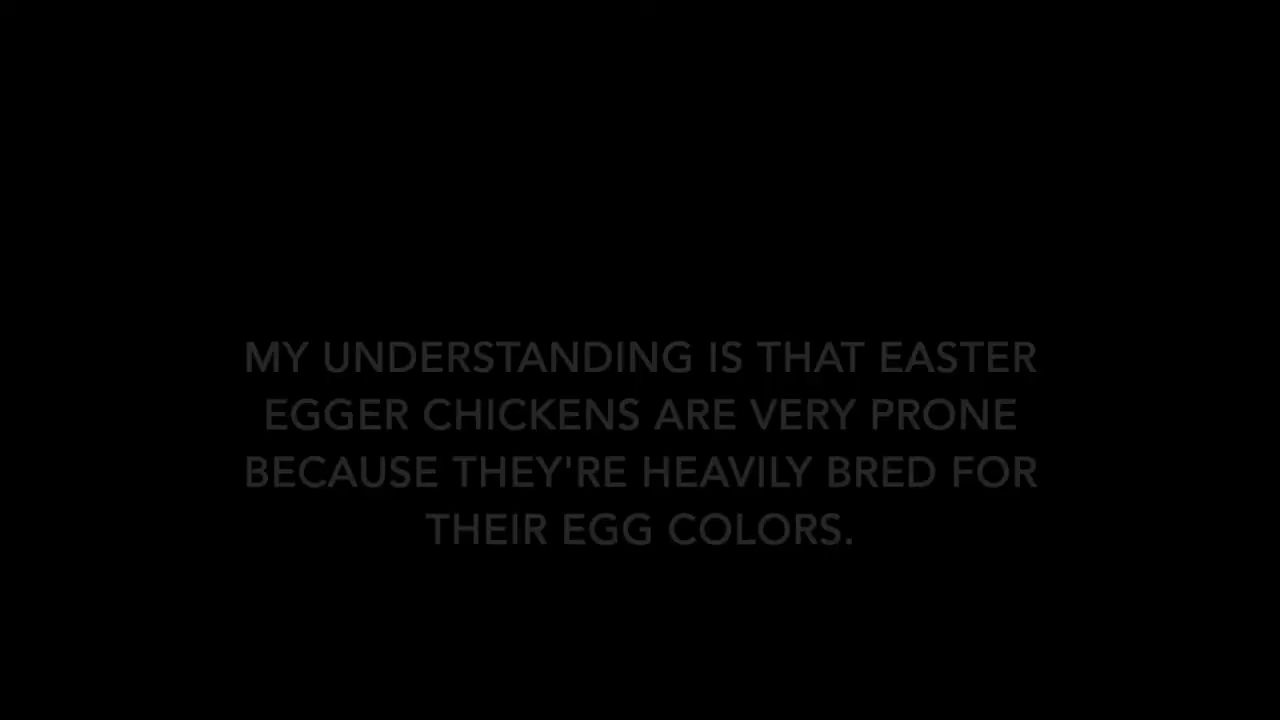 MY UNDERSTANDING IS THAT EASTER
EGGER CHICKENS ARE VERY PRONE
BECAUSE THEY'RE HEAVILY BRED FOR
THEIR EGG COLORS.